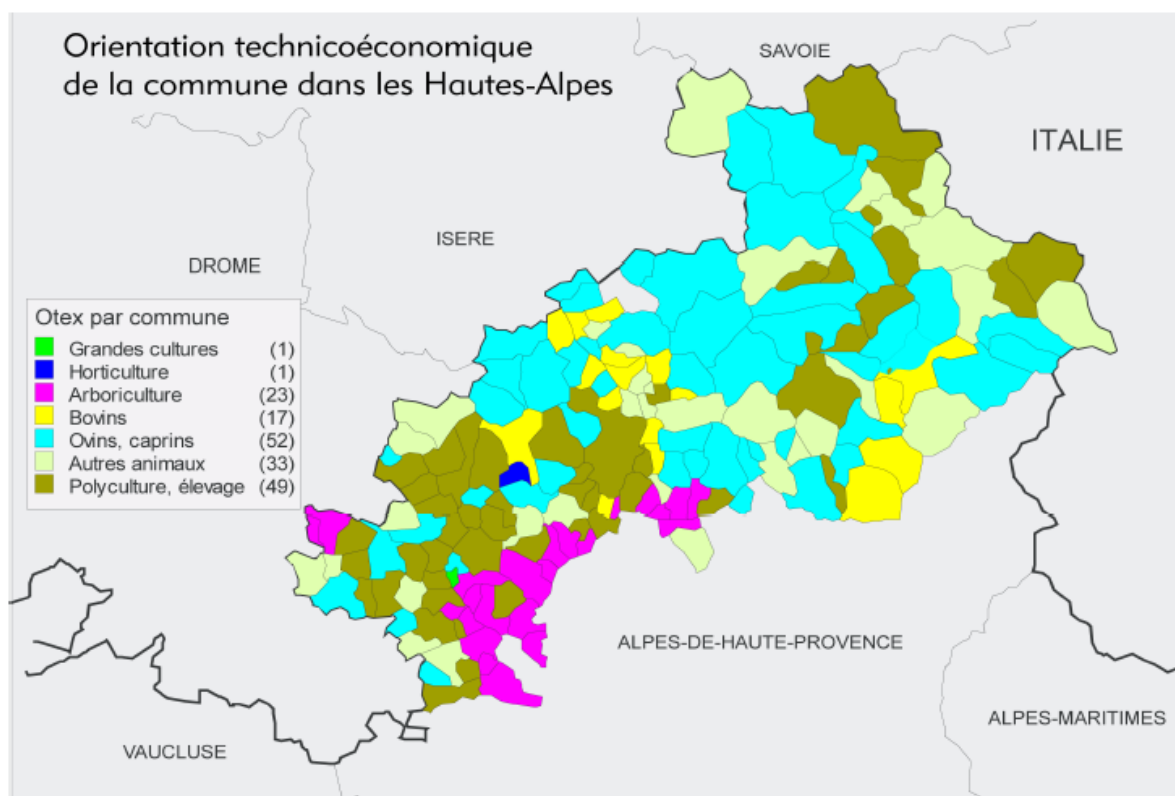 Orientation technicoéconomique
de la commune dans les Hautes-Alpes
SAVOIE
ITALIE
ISERE
DROME
Otex par commune
Grandes cultures (1)
Horticulture (1)
Arboriculture (23)
Bovins (17)
Ovins, caprins (52)
Autres animaux (33)
Polyculture, élevage (49)
ALPES-DE-HAUTE-PROVENCE
ALPES-MARITIMES
VAUCLUSE